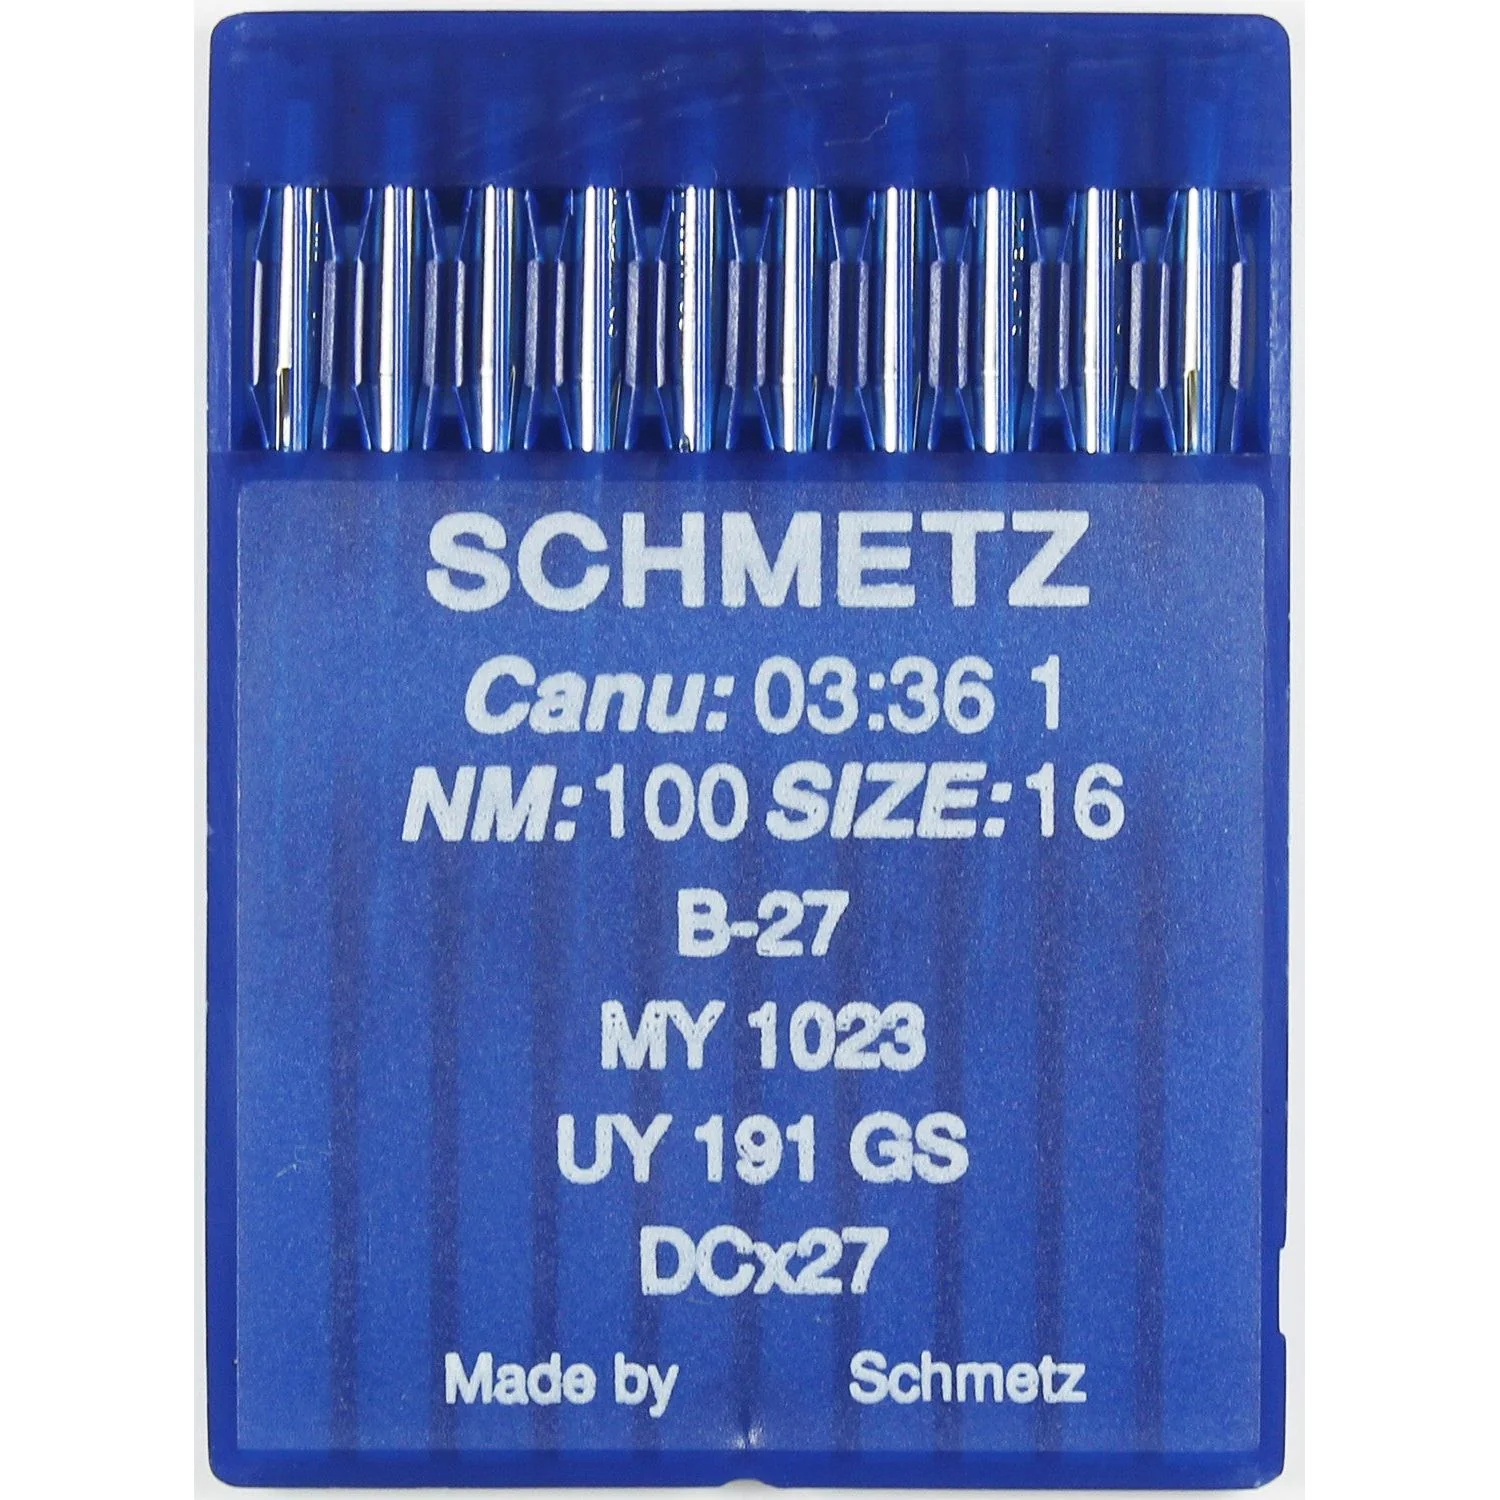 SCHMETZ
Canu: 03:36 1
NM: 100 SIZE: 16
B-27
MY 1023
UY 191 GS
DCx27
Made by Schmetz